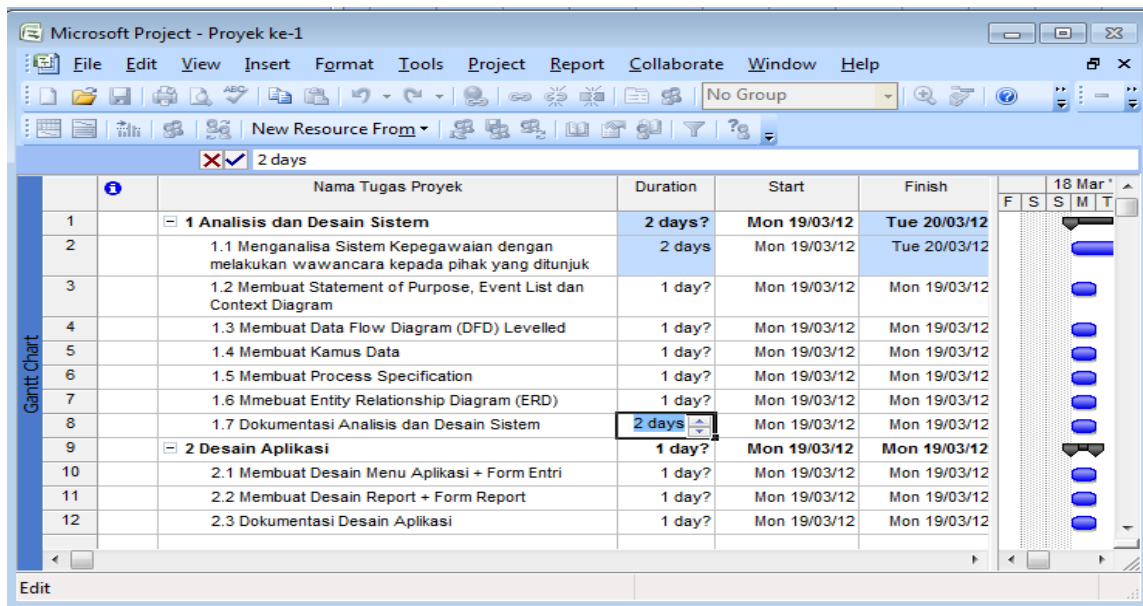 Microsoft Project - Proyek ke-1
File Edit View Insert Format Tools Project Report Collaborate Window Help
ABC No Group
New Resource From
2 days
Nama Tugas Proyek Duration Start Finish 18 Mar '
F S S M T
1 1 Analisis dan Desain Sistem 2 days? Mon 19/03/12 Tue 20/03/12
2 1.1 Menganalisa Sistem Kepegawaian dengan 2 days Mon 19/03/12 Tue 20/03/12
melakukan wawancara kepada pihak yang ditunjuk
3 1.2 Membuat Statement of Purpose, Event List dan 1 day? Mon 19/03/12 Mon 19/03/12
Context Diagram
4 1.3 Membuat Data Flow Diagram (DFD) Levelled 1 day? Mon 19/03/12 Mon 19/03/12
5 1.4 Membuat Kamus Data 1 day? Mon 19/03/12 Mon 19/03/12
6 1.5 Membuat Process Specification 1 day? Mon 19/03/12 Mon 19/03/12
7 1.6 Mmebuat Entity Relationship Diagram (ERD) 1 day? Mon 19/03/12 Mon 19/03/12
8 1.7 Dokumentasi Analisis dan Desain Sistem 2 days Mon 19/03/12 Mon 19/03/12
9 2 Desain Aplikasi 1 day? Mon 19/03/12 Mon 19/03/12
10 2.1 Membuat Desain Menu Aplikasi + Form Entri 1 day? Mon 19/03/12 Mon 19/03/12
11 2.2 Membuat Desain Report + Form Report 1 day? Mon 19/03/12 Mon 19/03/12
12 2.3 Dokumentasi Desain Aplikasi 1 day? Mon 19/03/12 Mon 19/03/12
Gantt Chart
Edit